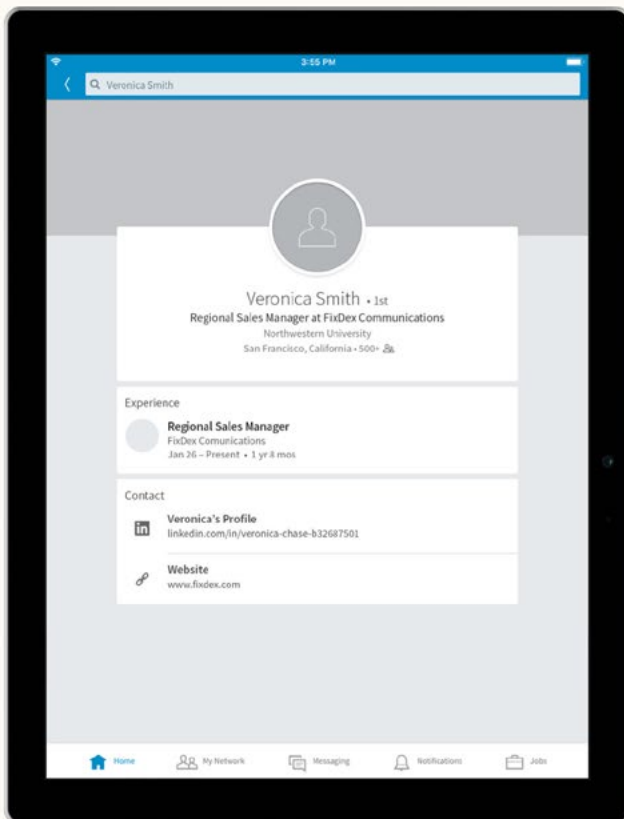 3:55 PM
Veronica Smith
Veronica Smith • 1st
Regional Sales Manager at FixDex Communications
Northwestern University
San Francisco, California • 500+
Experience
Regional Sales Manager
FixDex Comunications
Jan 26 – Present • 1 yr 8 mos
Contact
in
Veronica's Profile
linkedin.com/in/veronica-chase-b32687501
Website
www.fixdex.com
Home My Network Messaging Notifications Jobs